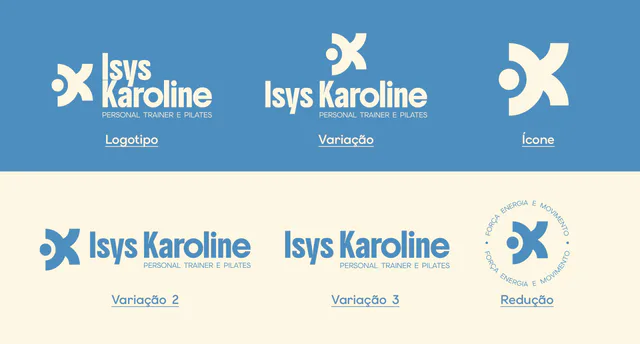 Isys
Karoline
PERSONAL TRAINER E PILATES
Logotipo
Isys Karoline
PERSONAL TRAINER E PILATES
Variação
Ícone
Isys Karoline
PERSONAL TRAINER E PILATES
Variação 2
Isys Karoline
PERSONAL TRAINER E PILATES
Variação 3
FORÇA ENERGIA E MOVIMENTO
FORÇA ENERGIA E MOVIMENTO
Redução